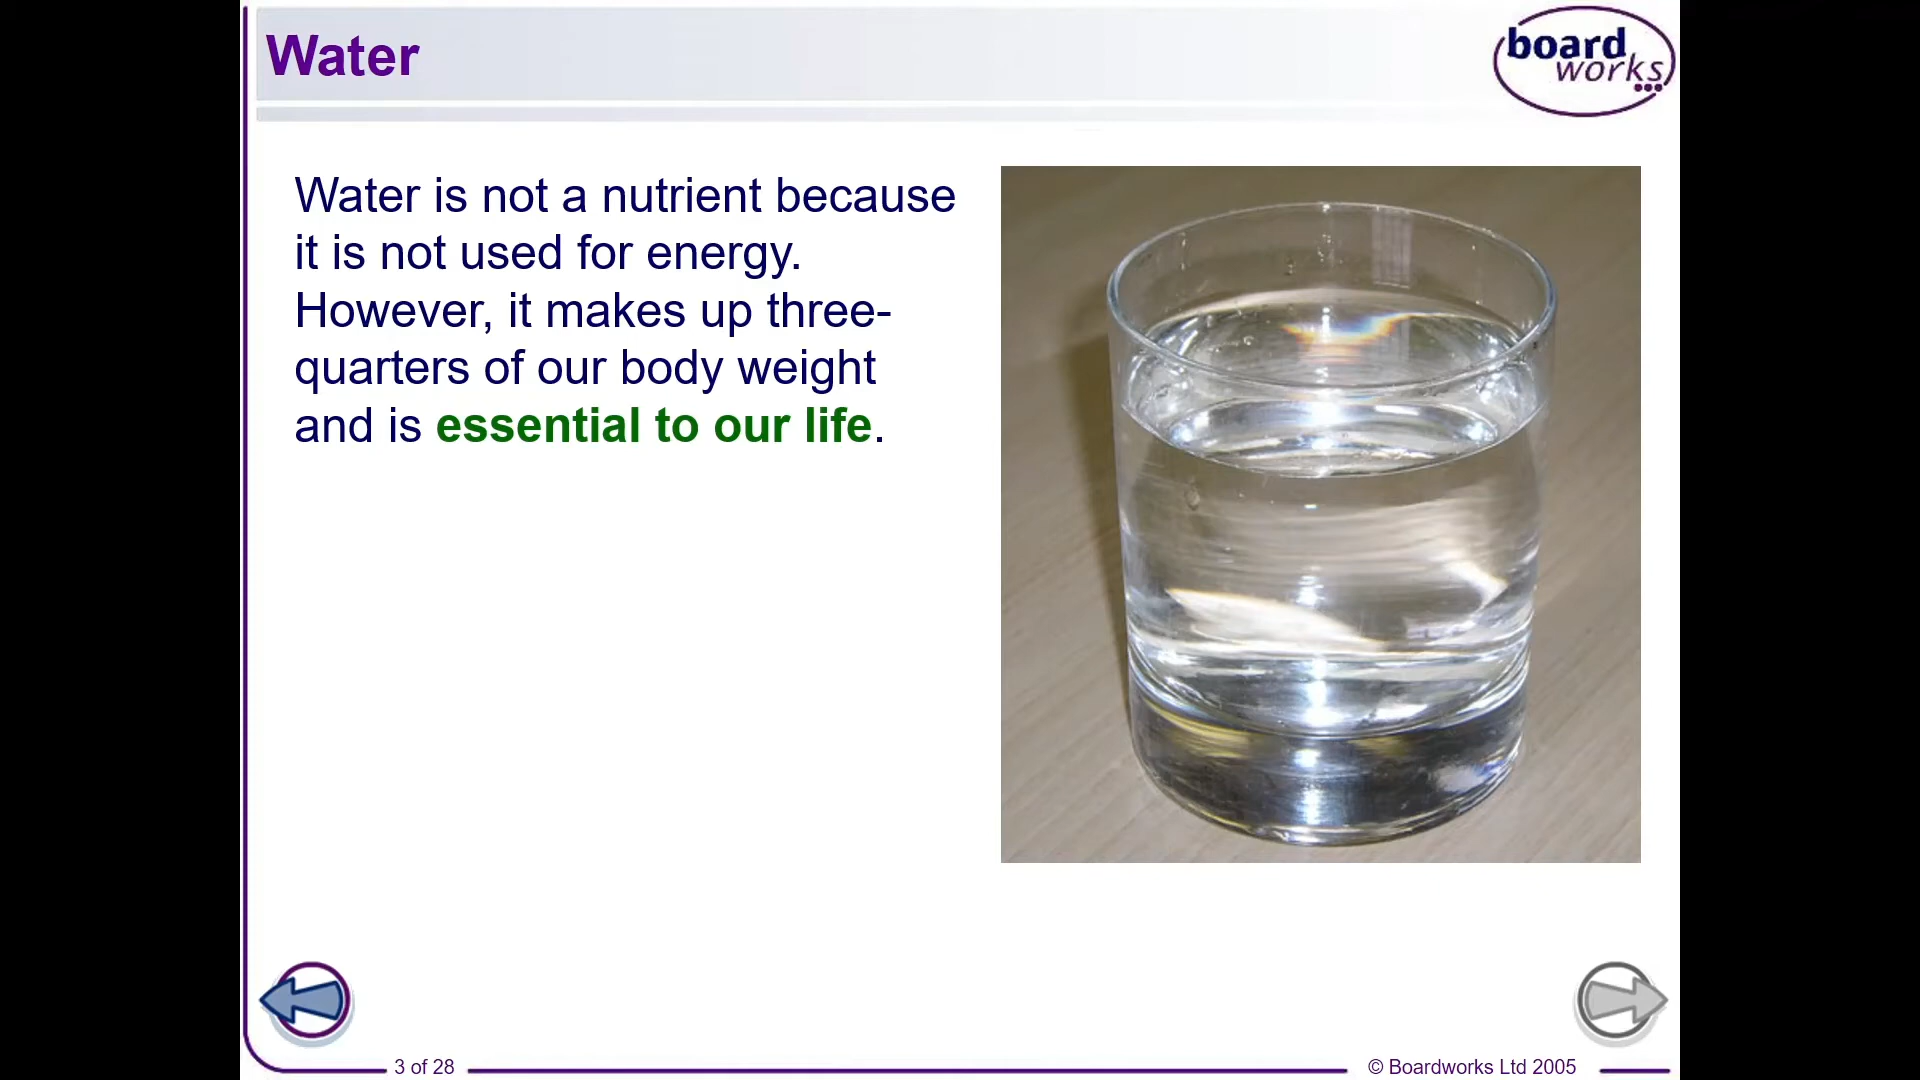 Water
board
works
Water is not a nutrient because
it is not used for energy.
However, it makes up three-
quarters of our body weight
and is essential to our life.
3 of 28
© Boardworks Ltd 2005